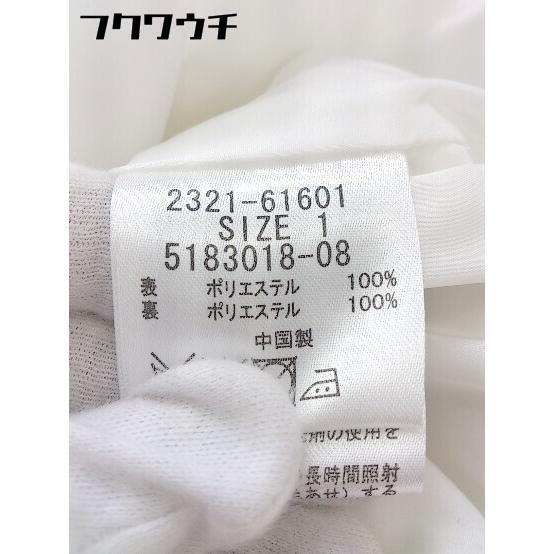 フクワウチ
2321-61601
SIZE 1
5183018-08
表 ポリエステル 100%
裏 ポリエステル 100%
中国製
剤の使用を
長時間照射
あせ)する